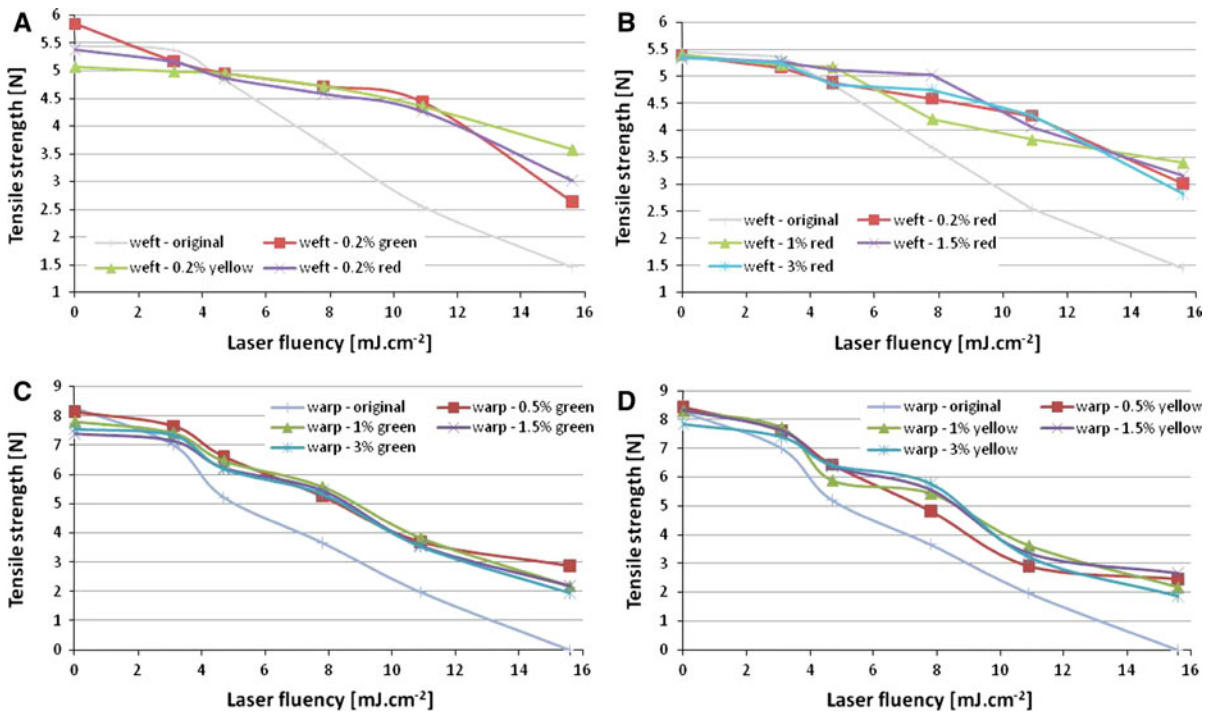 A
Tensile strength [N]
6
5.5
5
4.5
4
3.5
3
2.5
2
1.5
1
weft - original
weft - 0.2% green
weft - 0.2% yellow
weft - 0.2% red
0 2 4 6 8 10 12 14 16
Laser fluency [mJ.cm-2]
B
Tensile strength [N]
6
5.5
5
4.5
4
3.5
3
2.5
2
1.5
1
weft - original
weft - 0.2% red
weft - 1% red
weft - 1.5% red
weft - 3% red
0 2 4 6 8 10 12 14 16
Laser fluency [mJ.cm-2]
C
Tensile strength [N]
9
8
7
6
5
4
3
2
1
0
warp - original
warp - 0.5% green
warp - 1% green
warp - 1.5% green
warp - 3% green
0 2 4 6 8 10 12 14 16
Laser fluency [mJ.cm-2]
D
Tensile strength [N]
9
8
7
6
5
4
3
2
1
0
warp - original
warp - 0.5% yellow
warp - 1% yellow
warp - 1.5% yellow
warp - 3% yellow
0 2 4 6 8 10 12 14 16
Laser fluency [mJ.cm-2]